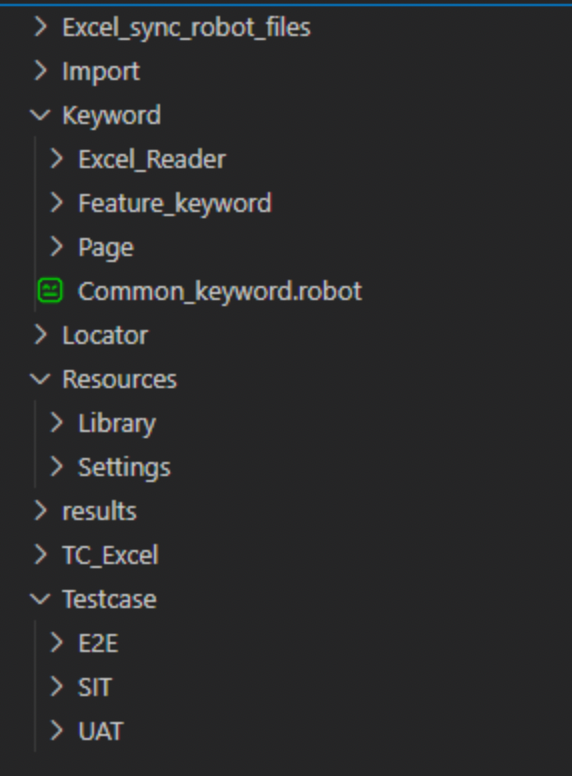 Excel_sync_robot_files
Import
Keyword
Excel_Reader
Feature_keyword
Page
Common_keyword.robot
Locator
Resources
Library
Settings
results
TC_Excel
Testcase
E2E
SIT
UAT